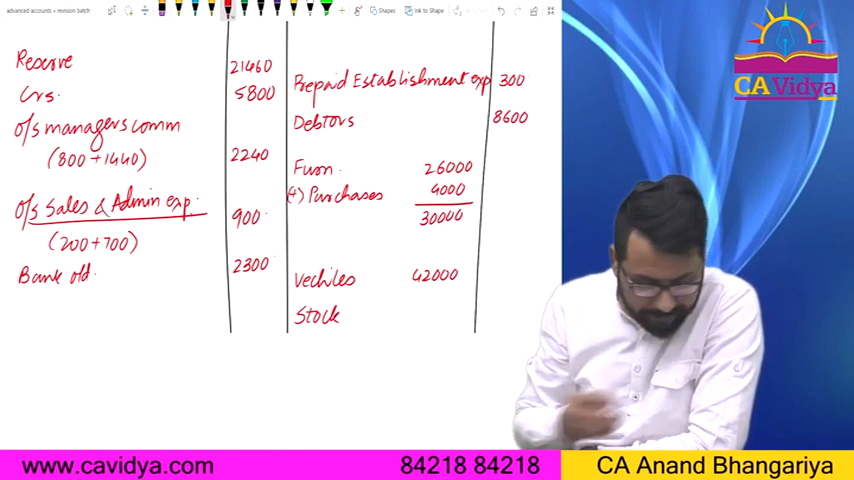 advanced accounts + revision batch
Shapes
Ink to Shape
Reserve 21460
Crs. 5800
o/s managers comm
(800+1440) 2240
o/s Sales & Admin exp. 900
(200+700)
Bank old. 2300
Prepaid Establishment exp 300
Debtors 8600
Furn. 26000
(+) Purchases 4000
30000
Vechiles 42000
Stock
CA Vidya
www.cavidya.com
84218 84218
CA Anand Bhangariya